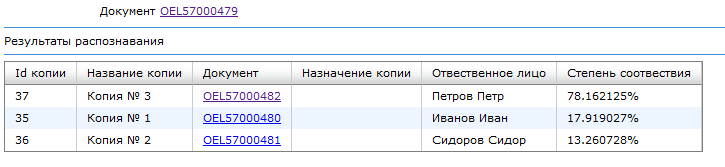 Документ OEL57000479
Результаты распознавания
Id копии Название копии Документ Назначение копии Отвественное лицо Степень соотвествия
37 Копия № 3 OEL57000482 Петров Петр 78.162125%
35 Копия № 1 OEL57000480 Иванов Иван 17.919027%
36 Копия № 2 OEL57000481 Сидоров Сидор 13.260728%